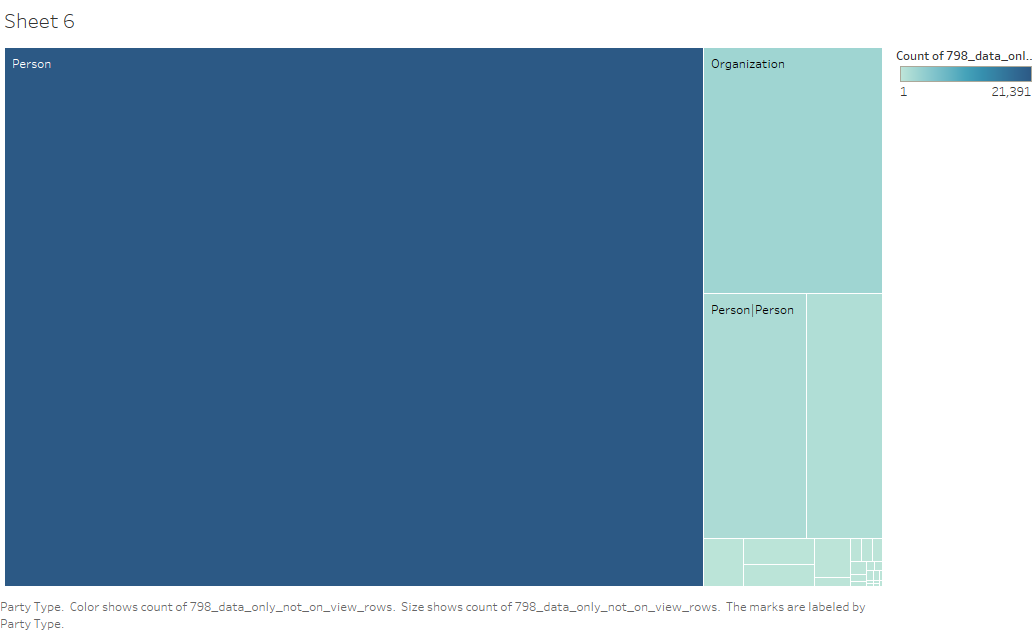 Sheet 6
Person
Organization
Count of 798_data_onl..
1 21,391
Person|Person
Party Type. Color shows count of 798_data_only_not_on_view_rows. Size shows count of 798_data_only_not_on_view_rows. The marks are labeled by
Party Type.